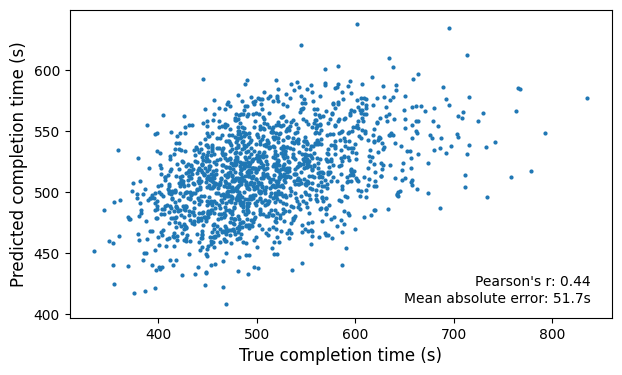 Predicted completion time (s)
600
550
500
450
400
Pearson's r: 0.44
Mean absolute error: 51.7s
400
500
600
700
800
True completion time (s)